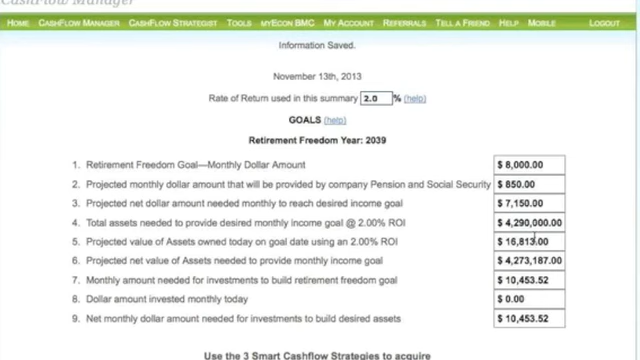 CashFlow Manager
Home CashFlow Manager CashFlow Strategist Tools myEcon BMC My Account Referrals Tell a Friend Help Mobile Logout
Information Saved.
November 13th, 2013
Rate of Return used in this summary 2.0 % (help)
GOALS (help)
Retirement Freedom Year: 2039
1. Retirement Freedom Goal—Monthly Dollar Amount $ 8,000.00
2. Projected monthly dollar amount that will be provided by company Pension and Social Security $ 850.00
3. Projected net dollar amount needed monthly to reach desired income goal $ 7,150.00
4. Total assets needed to provide desired monthly income goal @ 2.00% ROI $ 4,290,000.00
5. Projected value of Assets owned today on goal date using an 2.00% ROI $ 16,813.00
6. Projected net value of Assets needed to provide monthly income goal $ 4,273,187.00
7. Monthly amount needed for investments to build retirement freedom goal $ 10,453.52
8. Dollar amount invested monthly today $ 0.00
9. Net monthly dollar amount needed for investments to build desired assets $ 10,453.52
Use the 3 Smart Cashflow Strategies to acquire